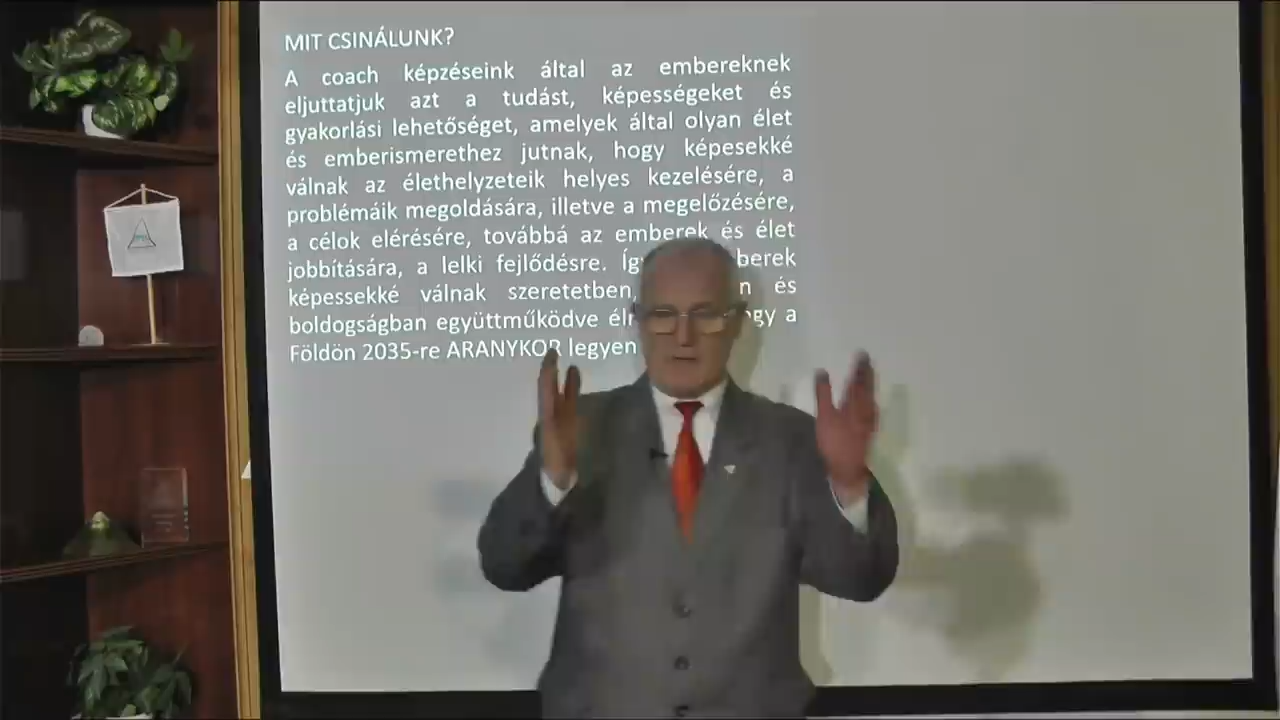 MIT CSINÁLUNK?
A coach képzéseink által az embereknek
eljuttatjuk azt a tudást, képességeket és
gyakorlási lehetőséget, amelyek által olyan élet
és emberismerethez jutnak, hogy képesekké
válnak az élethelyzeteik helyes kezelésére, a
problémáik megoldására, illetve a megelőzésére,
a célok elérésére, továbbá az emberek és élet
jobbítására, a lelki fejlődésre.
képessekké válnak szeretetben, és
boldogságban együttműködve a
Földön 2035-re ARANYKOR legyen